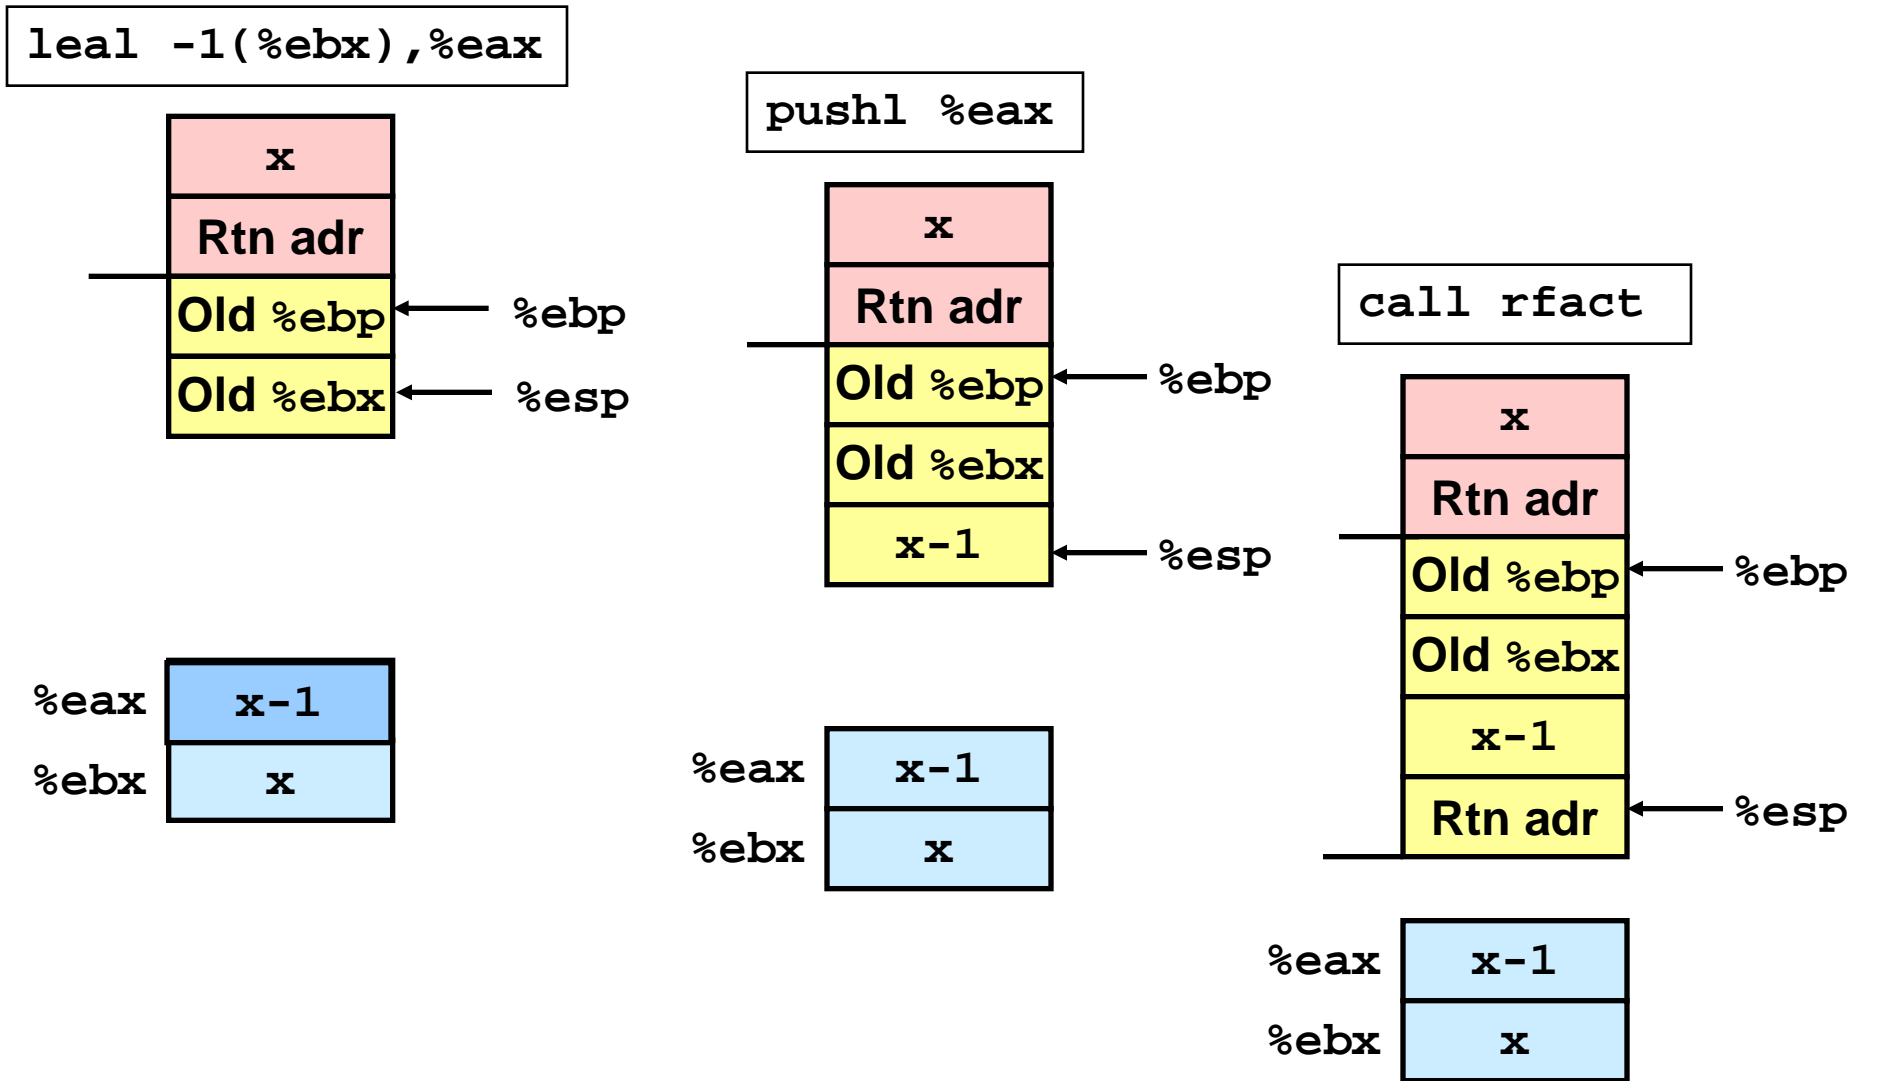 leal -1(%ebx),%eax
x
Rtn adr
Old %ebp
%ebp
Old %ebx
%esp
%eax
x-1
%ebx
x
pushl %eax
x
Rtn adr
Old %ebp
%ebp
Old %ebx
x-1
%esp
%eax
x-1
%ebx
x
call rfact
x
Rtn adr
Old %ebp
%ebp
Old %ebx
x-1
Rtn adr
%esp
%eax
x-1
%ebx
x